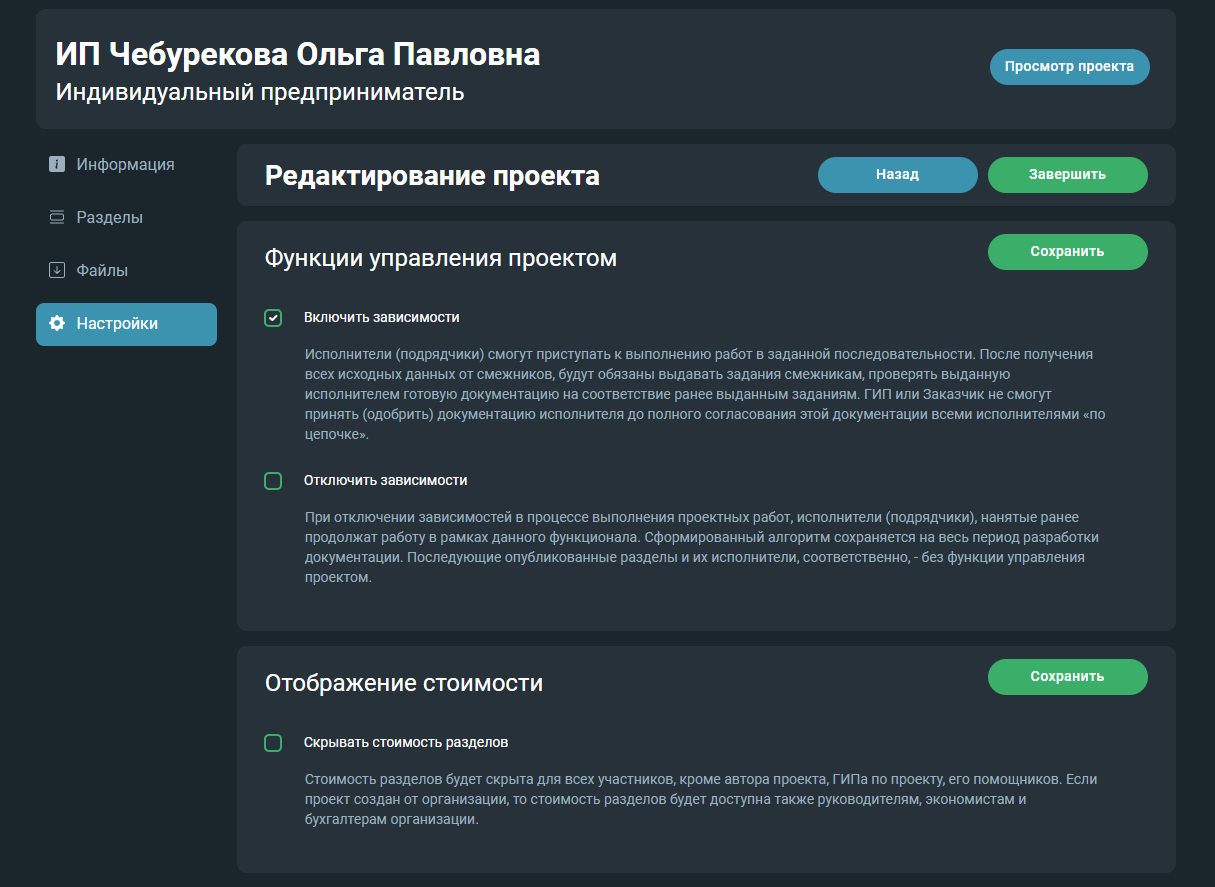 ИП Чебурекова Ольга Павловна
Индивидуальный предприниматель
Просмотр проекта
Информация
Разделы
Файлы
Настройки
Редактирование проекта
Назад
Завершить
Функции управления проектом
Сохранить
Включить зависимости
Исполнители (подрядчики) смогут приступать к выполнению работ в заданной последовательности. После получения
всех исходных данных от смежников, будут обязаны выдавать задания смежникам, проверять выданную
исполнителем готовую документацию на соответствие ранее выданным заданиям. ГИП или Заказчик не смогут
принять (одобрить) документацию исполнителя до полного согласования этой документации всеми исполнителями «по
цепочке».
Отключить зависимости
При отключении зависимостей в процессе выполнения проектных работ, исполнители (подрядчики), нанятые ранее
продолжат работу в рамках данного функционала. Сформированный алгоритм сохраняется на весь период разработки
документации. Последующие опубликованные разделы и их исполнители, соответственно, - без функции управления
проектом.
Отображение стоимости
Сохранить
Скрывать стоимость разделов
Стоимость разделов будет скрыта для всех участников, кроме автора проекта, ГИПа по проекту, его помощников. Если
проект создан от организации, то стоимость разделов будет доступна также руководителям, экономистам и
бухгалтерам организации.